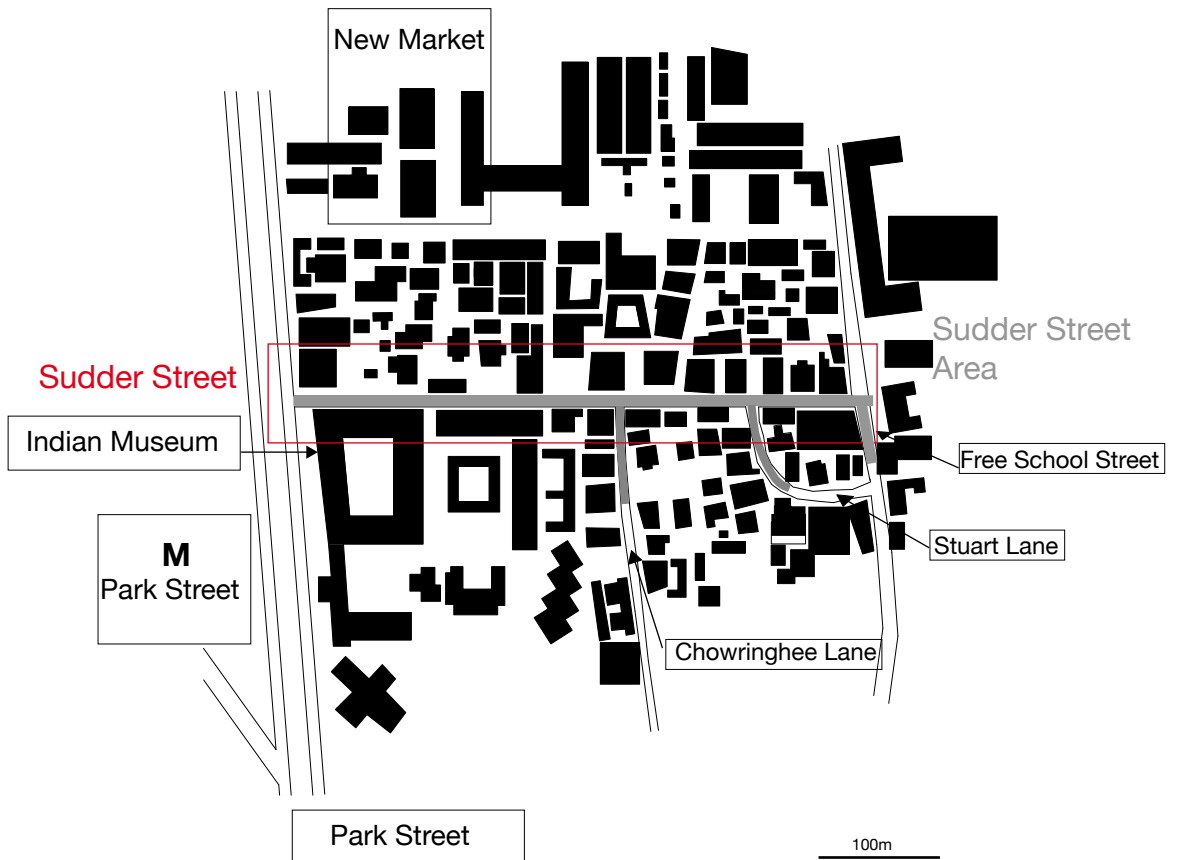 New Market
Sudder Street
Area
Sudder Street
Indian Museum
Free School Street
M
Park Street
Stuart Lane
Chowringhee Lane
Park Street
100m